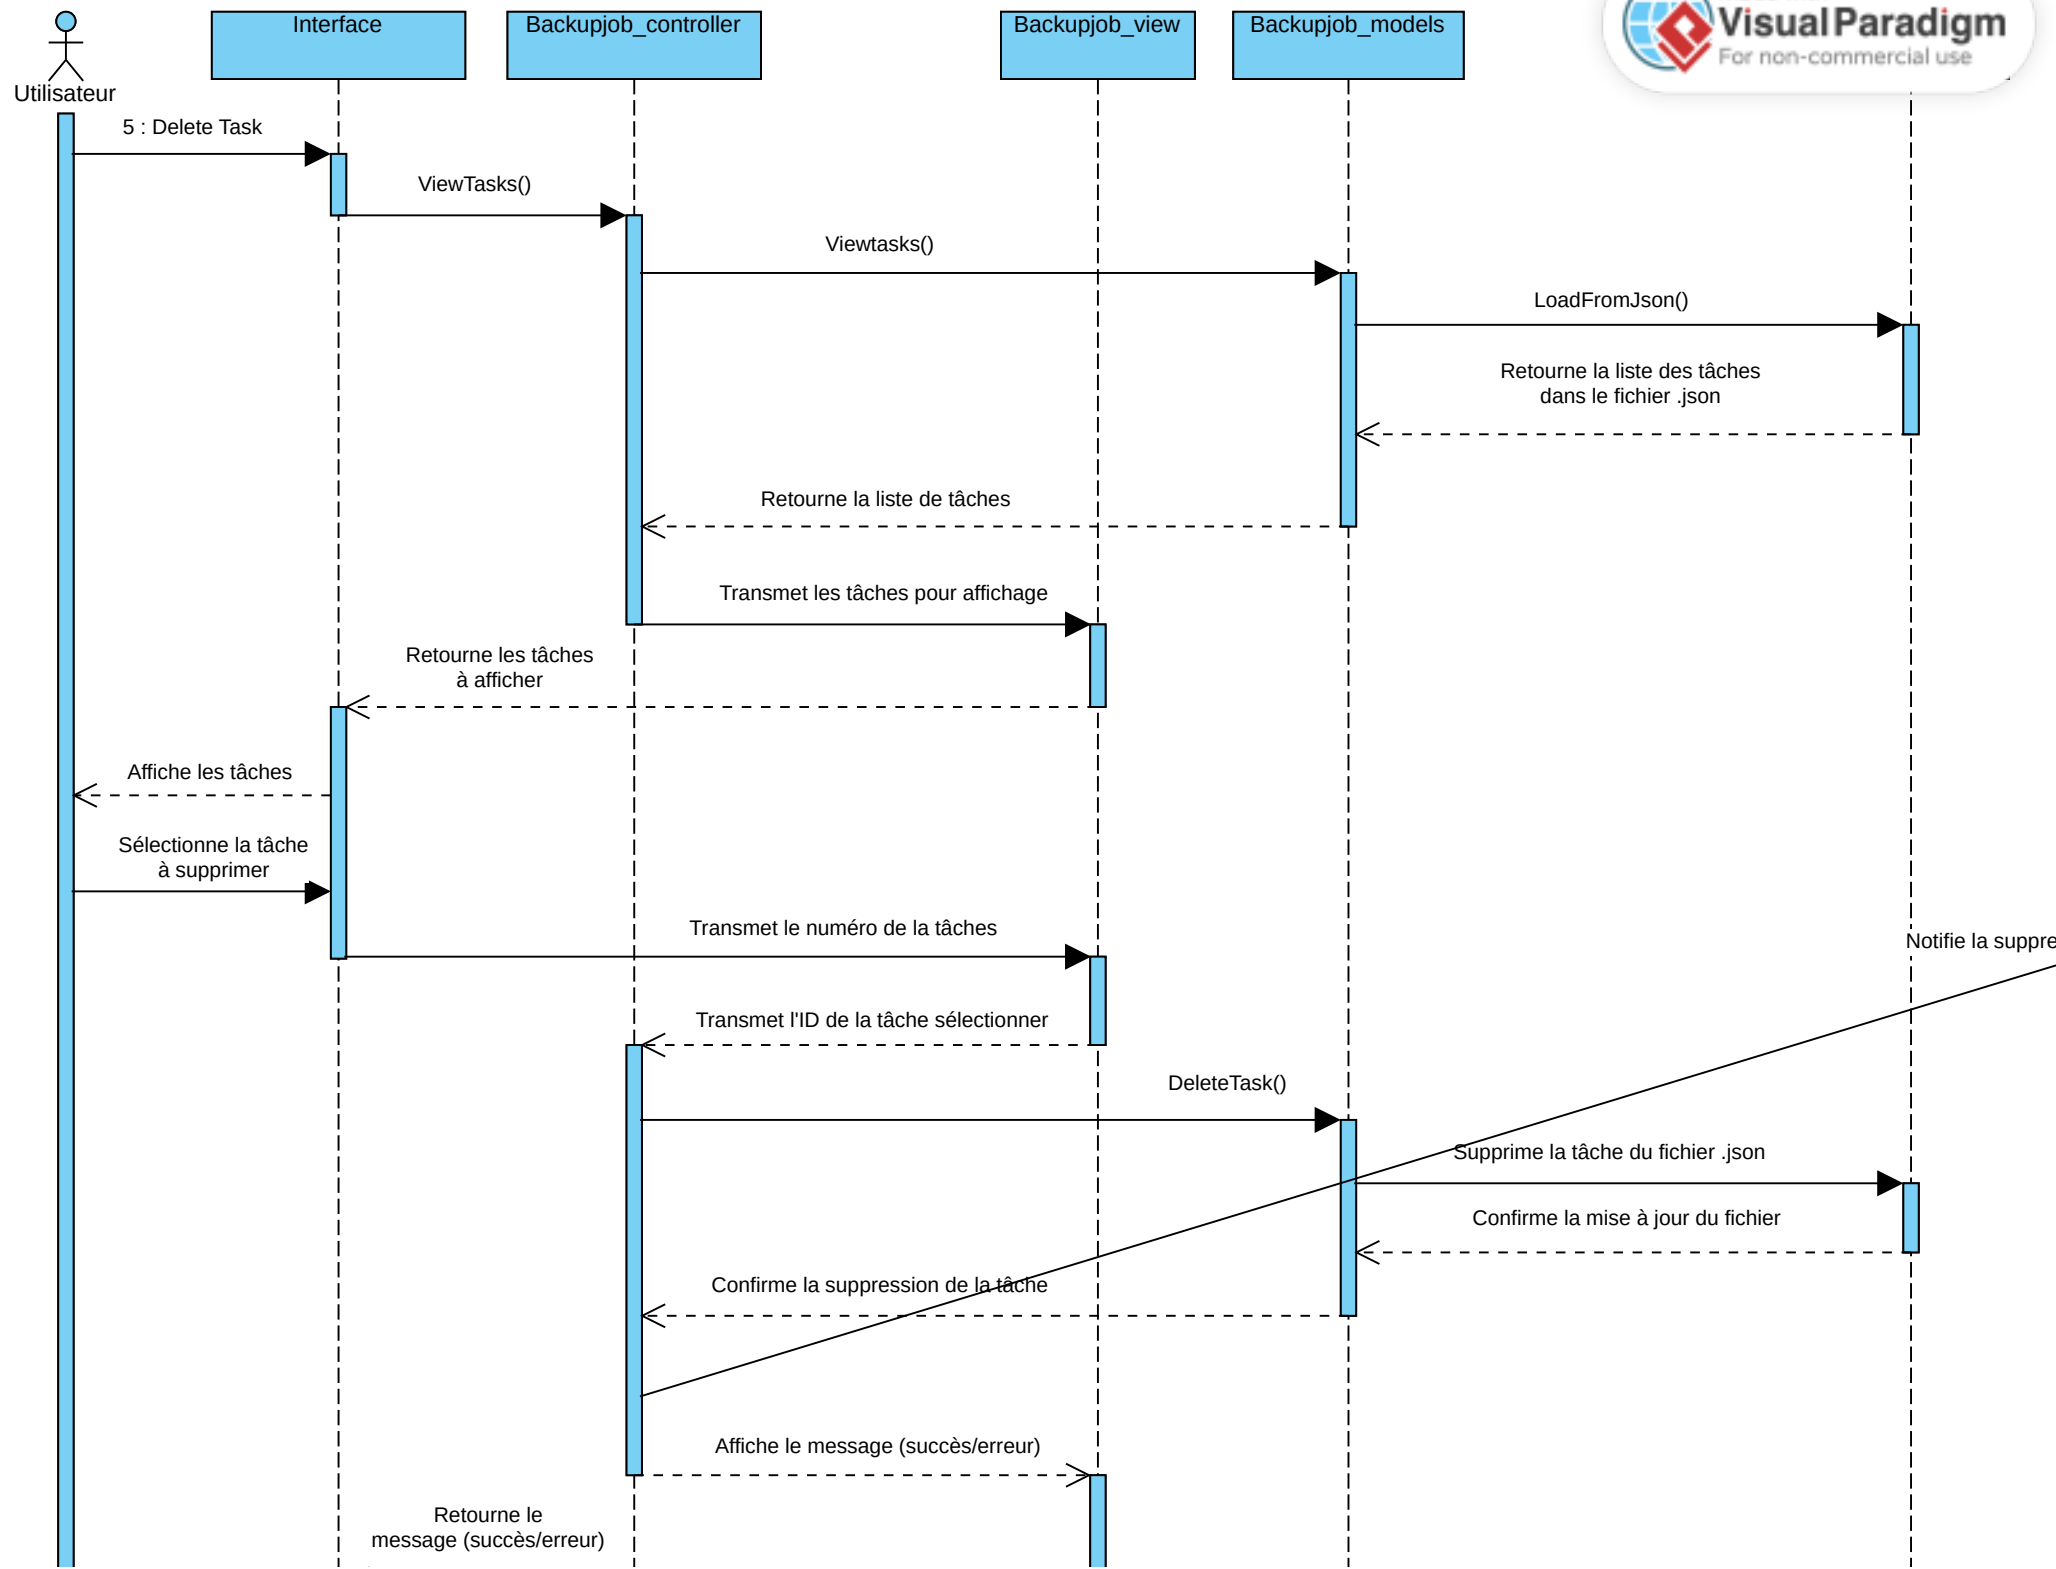 Interface
Backupjob_controller
Backupjob_view
Backupjob_models
Visual Paradigm
For non-commercial use
Utilisateur
5 : Delete Task
ViewTasks()
Viewtasks()
LoadFromJson()
Retourne la liste des tâches
dans le fichier .json
Retourne la liste de tâches
Transmet les tâches pour affichage
Retourne les tâches
à afficher
Affiche les tâches
Sélectionne la tâche
à supprimer
Transmet le numéro de la tâches
Notifie la suppre
Transmet l'ID de la tâche sélectionner
DeleteTask()
Supprime la tâche du fichier .json
Confirme la mise à jour du fichier
Confirme la suppression de la tâche
Affiche le message (succès/erreur)
Retourne le
message (succès/erreur)